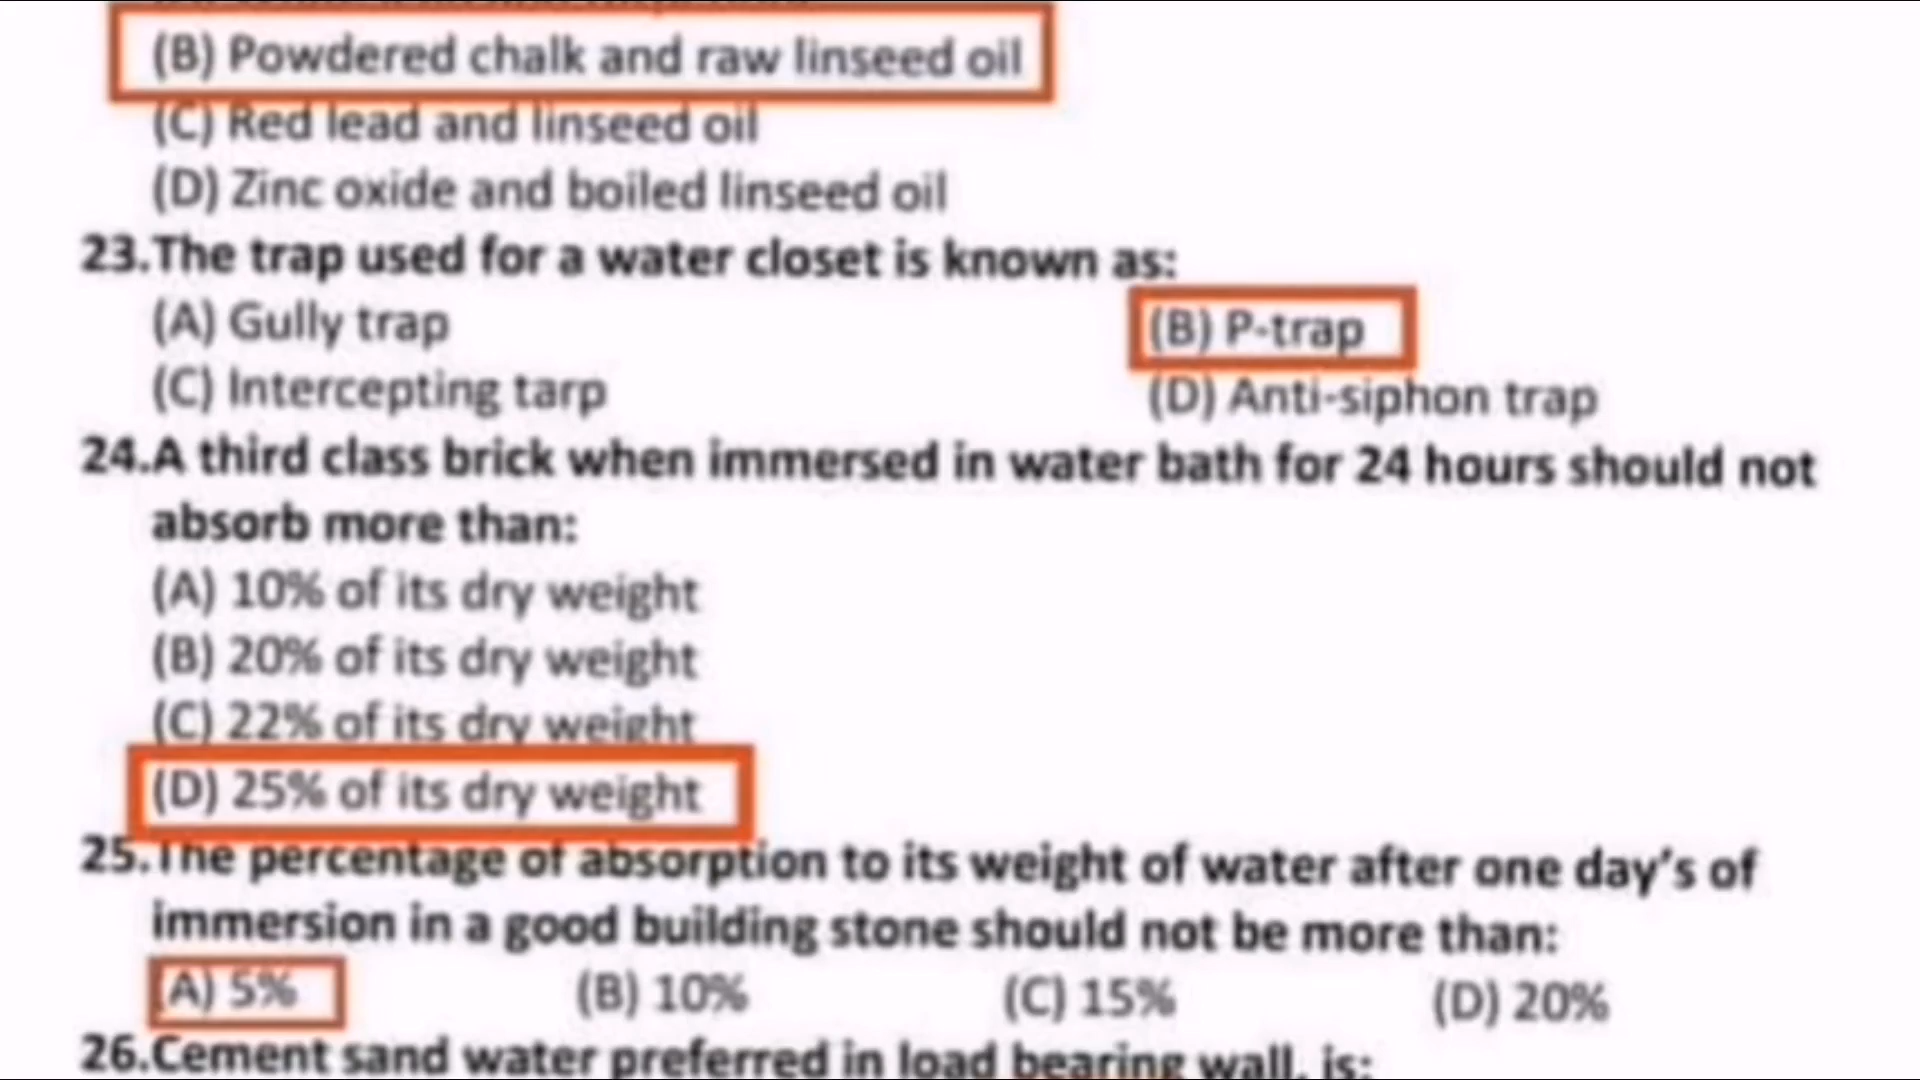 (B) Powdered chalk and raw linseed oil
(C) Red lead and linseed oil
(D) Zinc oxide and boiled linseed oil
23.The trap used for a water closet is known as:
(A) Gully trap (B) P-trap
(C) Intercepting tarp (D) Anti-siphon trap
24.A third class brick when immersed in water bath for 24 hours should not
absorb more than:
(A) 10% of its dry weight
(B) 20% of its dry weight
(C) 22% of its dry weight
(D) 25% of its dry weight
25.The percentage of absorption to its weight of water after one day's of
immersion in a good building stone should not be more than:
(A) 5% (B) 10% (C) 15% (D) 20%
26.Cement sand water preferred in load bearing wall, is: